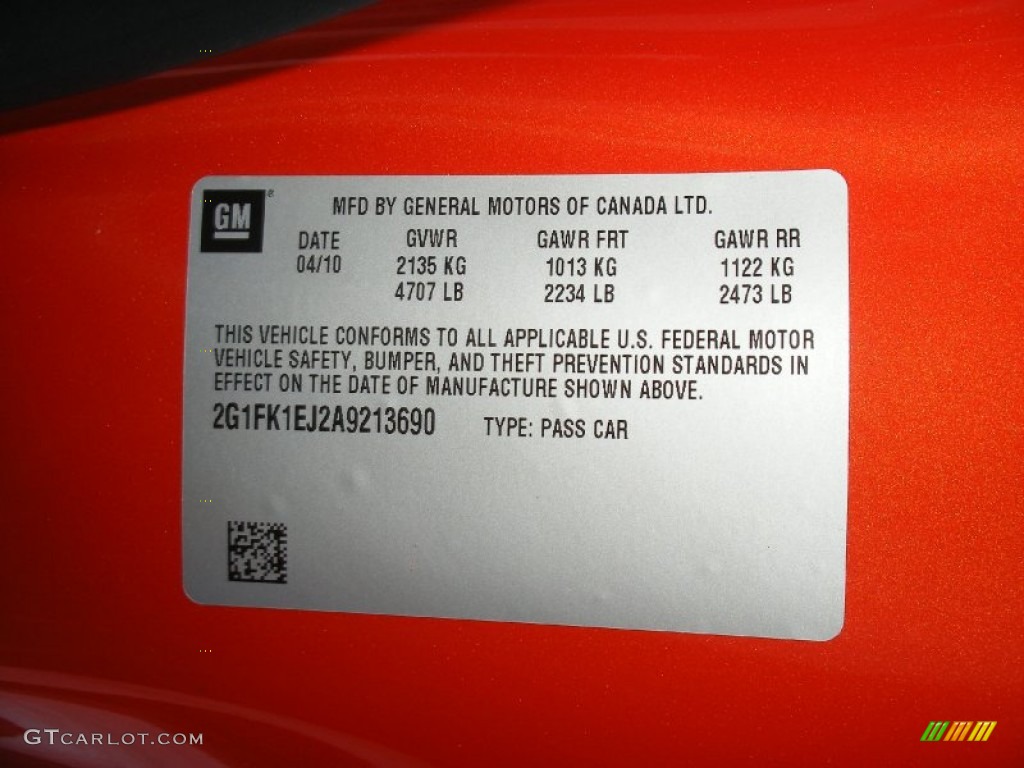 GM®
MFD BY GENERAL MOTORS OF CANADA LTD.
DATE GVWR GAWR FRT GAWR RR
04/10 2135 KG 1013 KG 1122 KG
4707 LB 2234 LB 2473 LB
THIS VEHICLE CONFORMS TO ALL APPLICABLE U.S. FEDERAL MOTOR
VEHICLE SAFETY, BUMPER, AND THEFT PREVENTION STANDARDS IN
EFFECT ON THE DATE OF MANUFACTURE SHOWN ABOVE.
2G1FK1EJ2A9213690 TYPE: PASS CAR
GTCARLOT.COM